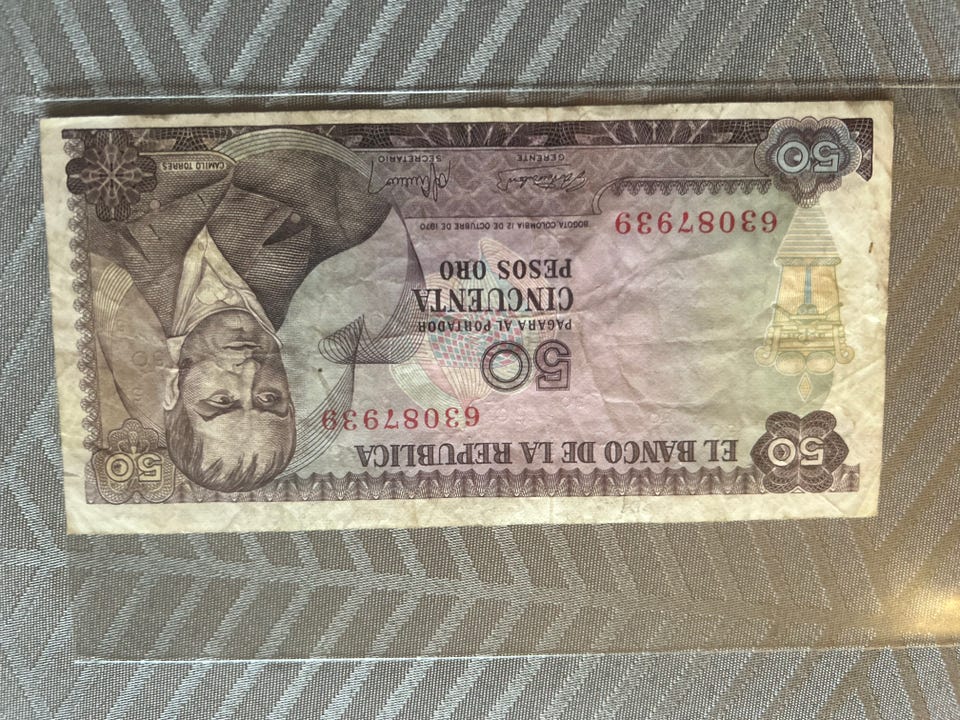 EL BANCO DE LA REPUBLICA
50
50
63087939
50
PAGARA AL PORTADOR
CINCUENTA
PESOS ORO
63087939
BOGOTA, COLOMBIA 12 DE OCTUBRE DE 1970
GERENTE
SECRETARIO
50
CAMILO TORRES